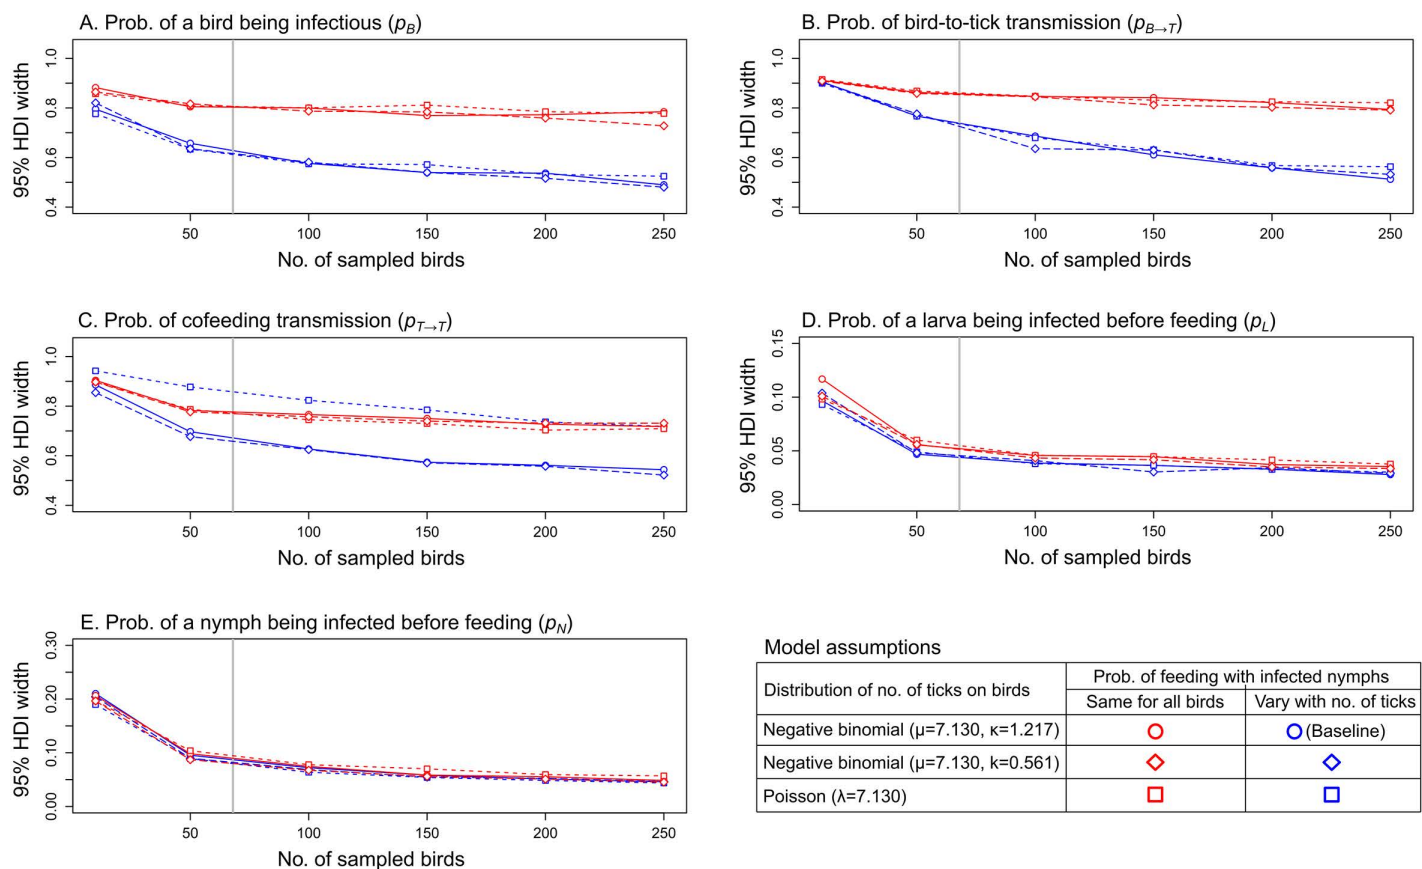 A. Prob. of a bird being infectious (pB)
95% HDI width
1.0
0.8
0.6
0.4
50 100 150 200 250
No. of sampled birds
B. Prob. of bird-to-tick transmission (pB→T)
95% HDI width
1.0
0.8
0.6
0.4
50 100 150 200 250
No. of sampled birds
C. Prob. of cofeeding transmission (pT→T)
95% HDI width
1.0
0.8
0.6
0.4
50 100 150 200 250
No. of sampled birds
D. Prob. of a larva being infected before feeding (pL)
95% HDI width
0.15
0.10
0.05
0.00
50 100 150 200 250
No. of sampled birds
E. Prob. of a nymph being infected before feeding (pN)
95% HDI width
0.30
0.20
0.10
0.00
50 100 150 200 250
No. of sampled birds
Model assumptions
Distribution of no. of ticks on birds
Prob. of feeding with infected nymphs
Same for all birds
Vary with no. of ticks
Negative binomial (μ=7.130, κ=1.217)
(Baseline)
Negative binomial (μ=7.130, k=0.561)
Poisson (λ=7.130)